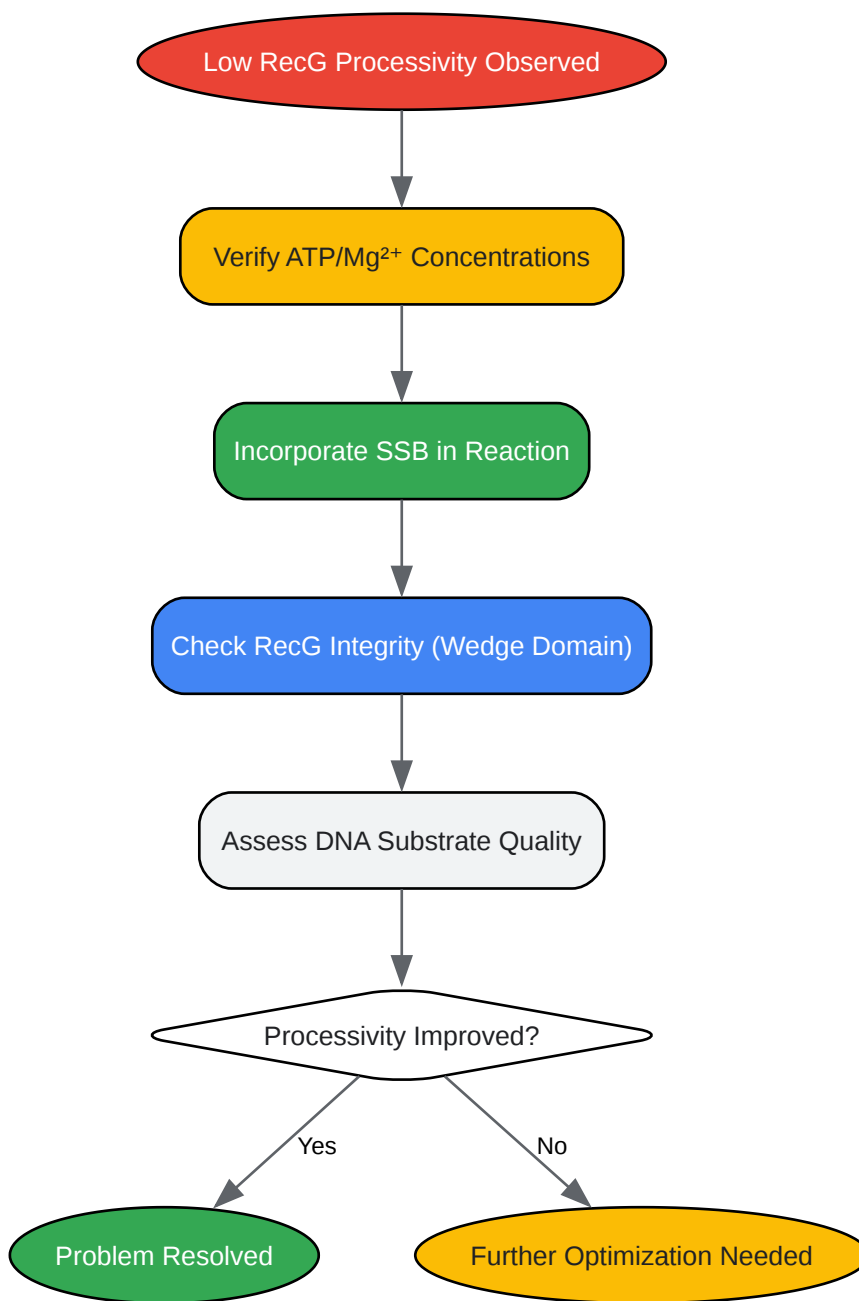 Low RecG Processivity Observed
Verify ATP/Mg²⁺ Concentrations
Incorporate SSB in Reaction
Check RecG Integrity (Wedge Domain)
Assess DNA Substrate Quality
Processivity Improved?
Yes
No
Problem Resolved
Further Optimization Needed